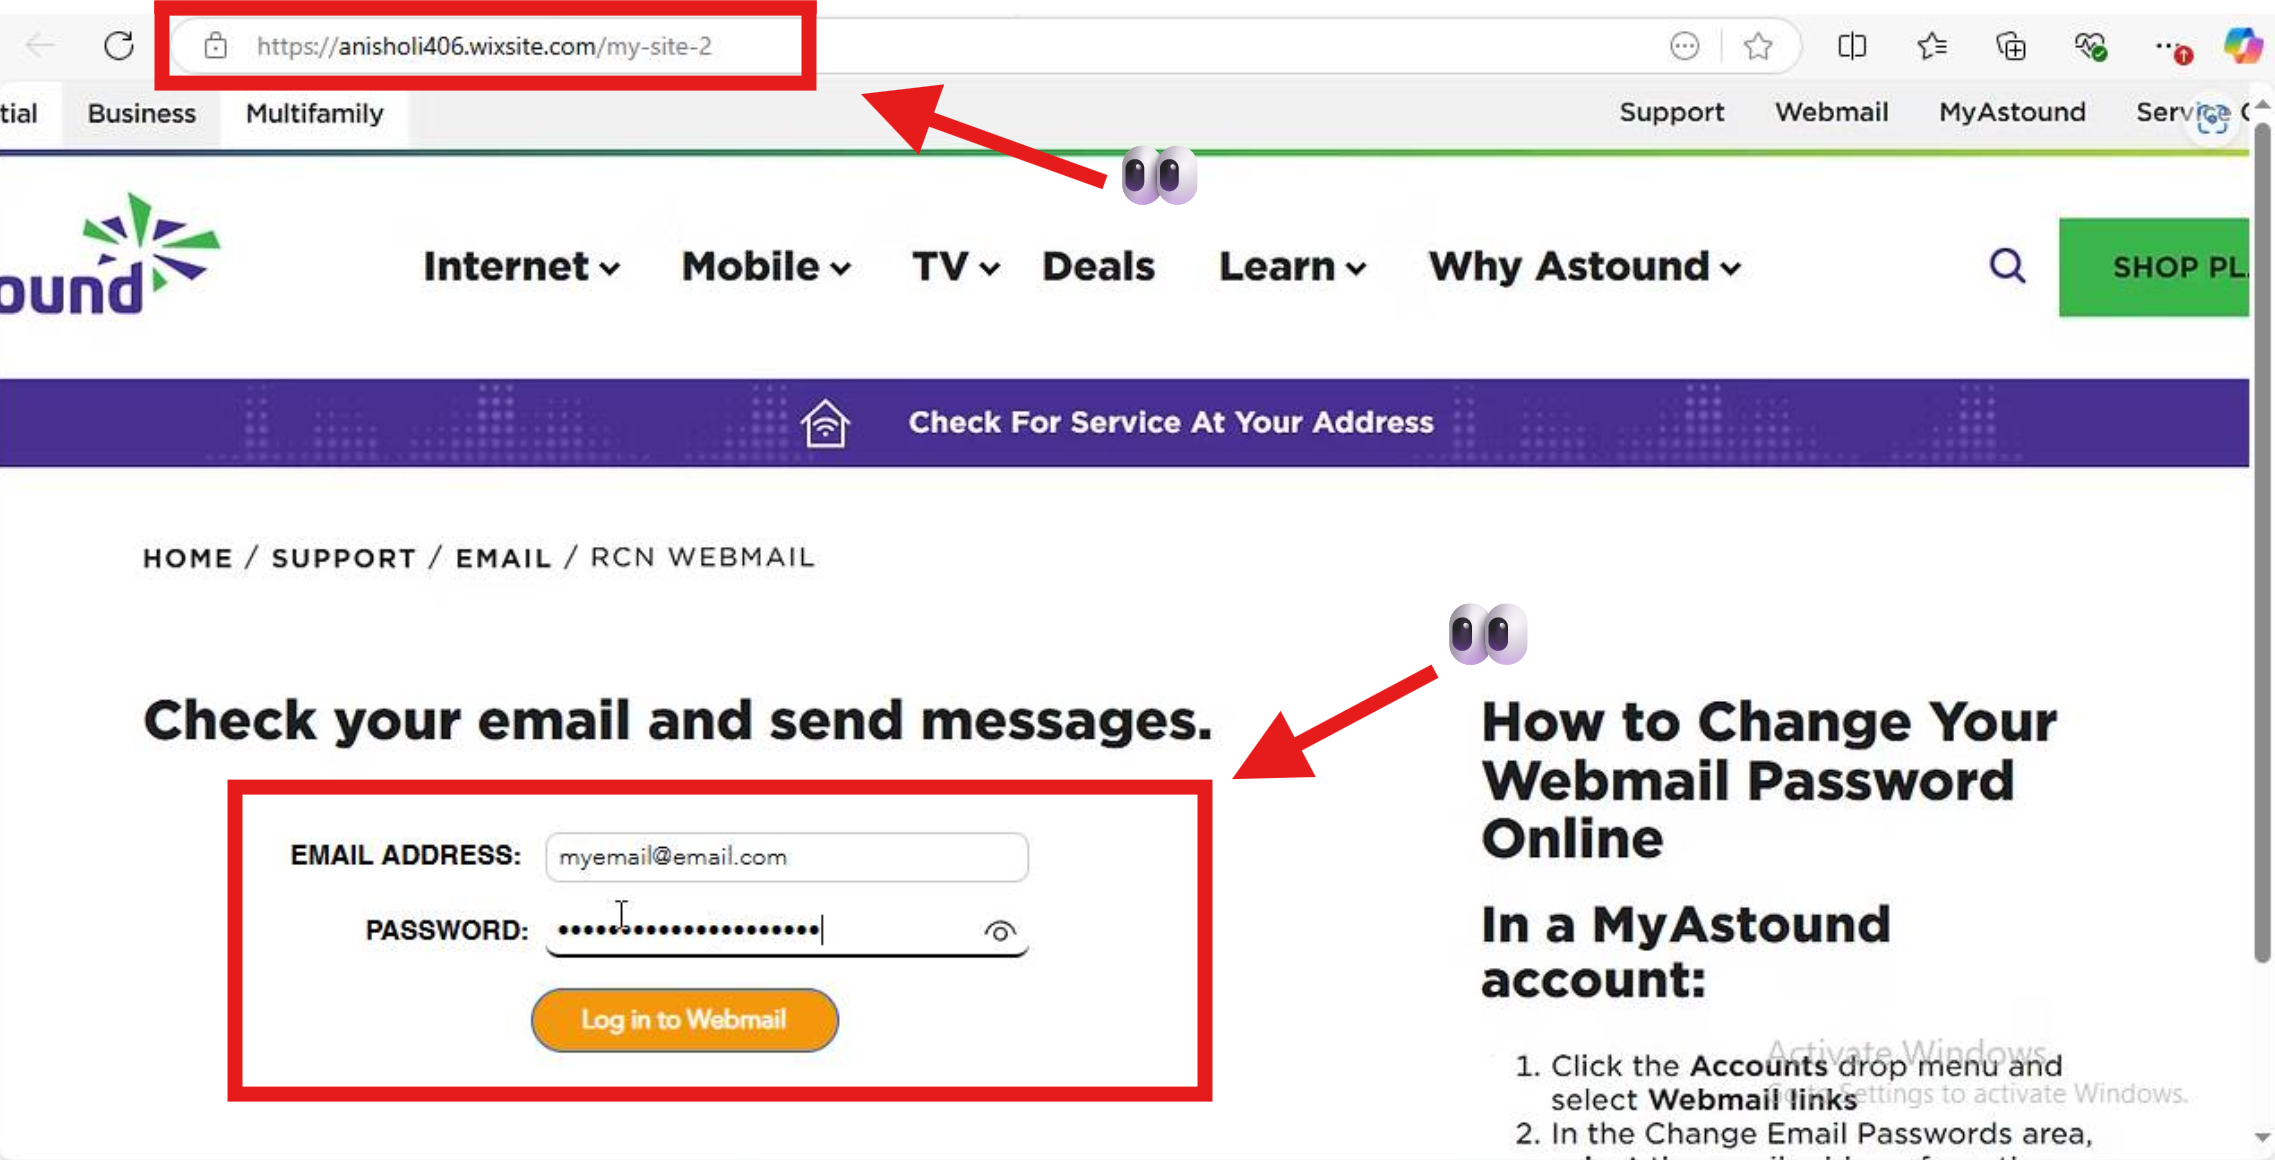 https://anisholi406.wixsite.com/my-site-2
tial Business Multifamily Support Webmail MyAstound Service
ound Internet Mobile TV Deals Learn Why Astound SHOP PL
Check For Service At Your Address
HOME / SUPPORT / EMAIL / RCN WEBMAIL
Check your email and send messages.
EMAIL ADDRESS: myemail@email.com
PASSWORD:
Log in to Webmail
How to Change Your
Webmail Password
Online
In a MyAstound
account:
1. Click the Accounts drop menu and
select Webmail links
2. In the Change Email Passwords area,
Activate Windows
Go to Settings to activate Windows.